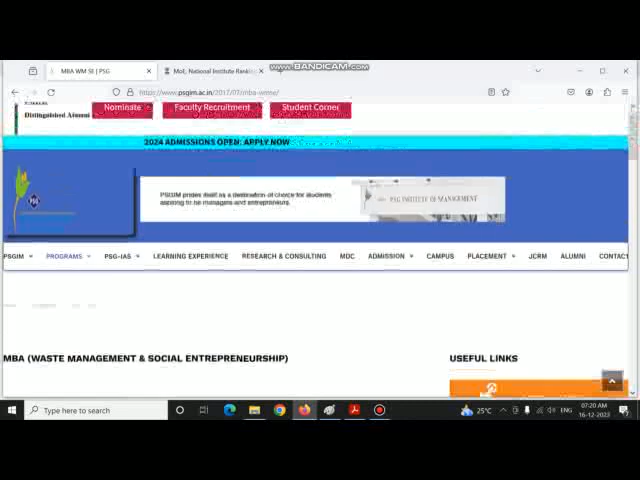 www.BANDICAM.com
MBA WM SE | PSG
MoE, National Institute Ranking
https://www.psgim.ac.in/2017/07/mba-wmse/
Distinguished Alumni
Nominate
Faculty Recruitment
Student Corner
2024 ADMISSIONS OPEN: APPLY NOW
PSG
PSGIM prides itself as a destination of choice for students
aspiring to be managers and entrepreneurs.
PSG INSTITUTE OF MANAGEMENT
PSGIM PROGRAMS PSG-IAS LEARNING EXPERIENCE RESEARCH & CONSULTING MDC ADMISSION CAMPUS PLACEMENT JCRM ALUMNI CONTACT
MBA (WASTE MANAGEMENT & SOCIAL ENTREPRENEURSHIP)
USEFUL LINKS
Type here to search
25°C
ENG
07:20 AM
16-12-2023